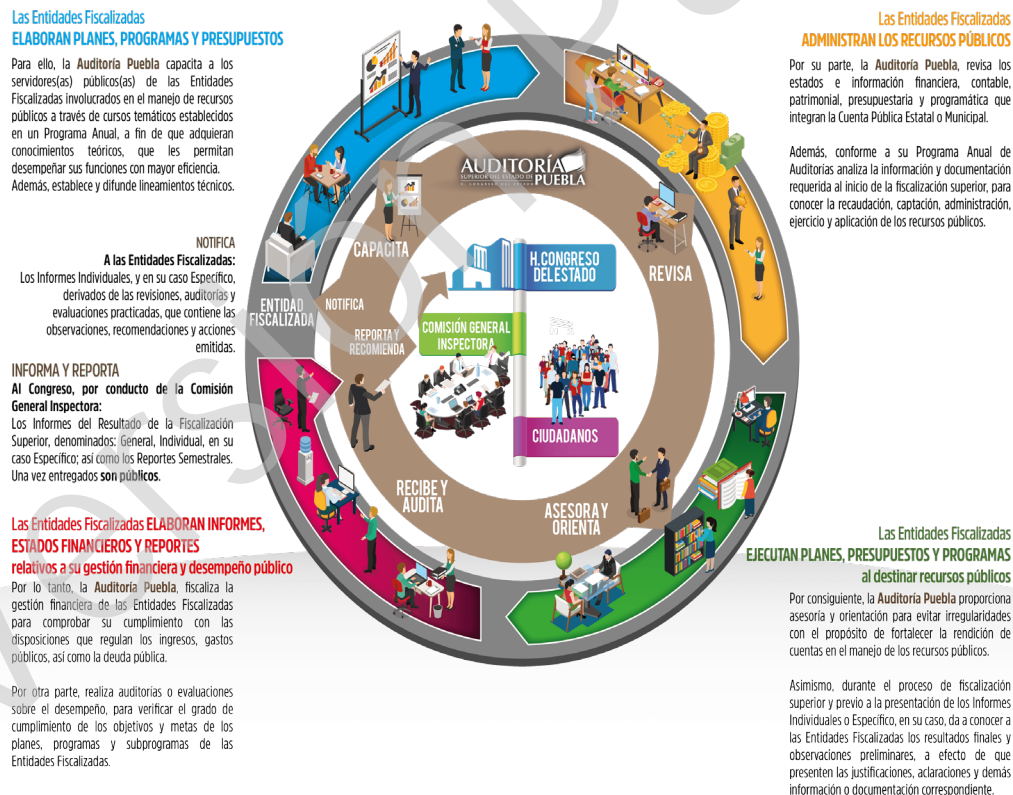 Las Entidades Fiscalizadas
ELABORAN PLANES, PROGRAMAS Y PRESUPUESTOS
Para ello, la Auditoría Puebla capacita a los
servidores(as) públicos(as) de las Entidades
Fiscalizadas involucrados en el manejo de recursos
públicos a través de cursos temáticos establecidos
en un Programa Anual, a fin de que adquieran
conocimientos teóricos, que les permitan
desempeñar sus funciones con mayor eficiencia.
Además, establece y difunde lineamientos técnicos.
NOTIFICA
A las Entidades Fiscalizadas:
Los Informes Individuales, y en su caso Específico,
derivados de las revisiones, auditorías y
evaluaciones practicadas, que contiene las
observaciones, recomendaciones y acciones
emitidas.
INFORMA Y REPORTA
Al Congreso, por conducto de la Comisión
General Inspectora:
Los Informes del Resultado de la Fiscalización
Superior, denominados: General, Individual, en su
caso Específico; así como los Reportes Semestrales.
Una vez entregados son públicos.
Las Entidades Fiscalizadas ELABORAN INFORMES,
ESTADOS FINANCIEROS Y REPORTES
relativos a su gestión financiera y desempeño público
Por lo tanto, la Auditoría Puebla, fiscaliza la
gestión financiera de las Entidades Fiscalizadas
para comprobar su cumplimiento con las
disposiciones que regulan los ingresos, gastos
públicos, así como la deuda pública.
Por otra parte, realiza auditorías o evaluaciones
sobre el desempeño, para verificar el grado de
cumplimiento de los objetivos y metas de los
planes, programas y subprogramas de las
Entidades Fiscalizadas.
AUDITORÍA
SUPERIOR DEL ESTADO DE
PUEBLA
H. CONGRESO DEL ESTADO
CAPACITA
REVISA
ENTIDAD
FISCALIZADA
NOTIFICA
REPORTA Y
RECOMIENDA
H. CONGRESO
DEL ESTADO
COMISIÓN GENERAL
INSPECTORA
CIUDADANOS
RECIBE Y
AUDITA
ASESORA Y
ORIENTA
Las Entidades Fiscalizadas
ADMINISTRAN LOS RECURSOS PÚBLICOS
Por su parte, la Auditoría Puebla, revisa los
estados e información financiera, contable,
patrimonial, presupuestaria y programática que
integran la Cuenta Pública Estatal o Municipal.
Además, conforme a su Programa Anual de
Auditorías analiza la información y documentación
requerida al inicio de la fiscalización superior, para
conocer la recaudación, captación, administración,
ejercicio y aplicación de los recursos públicos.
Las Entidades Fiscalizadas
EJECUTAN PLANES, PRESUPUESTOS Y PROGRAMAS
al destinar recursos públicos
Por consiguiente, la Auditoría Puebla proporciona
asesoría y orientación para evitar irregularidades
con el propósito de fortalecer la rendición de
cuentas en el manejo de los recursos públicos.
Asimismo, durante el proceso de fiscalización
superior y previo a la presentación de los Informes
Individuales o Específico, en su caso, da a conocer a
las Entidades Fiscalizadas los resultados finales y
observaciones preliminares, a efecto de que
presenten las justificaciones, aclaraciones y demás
información o documentación correspondiente.